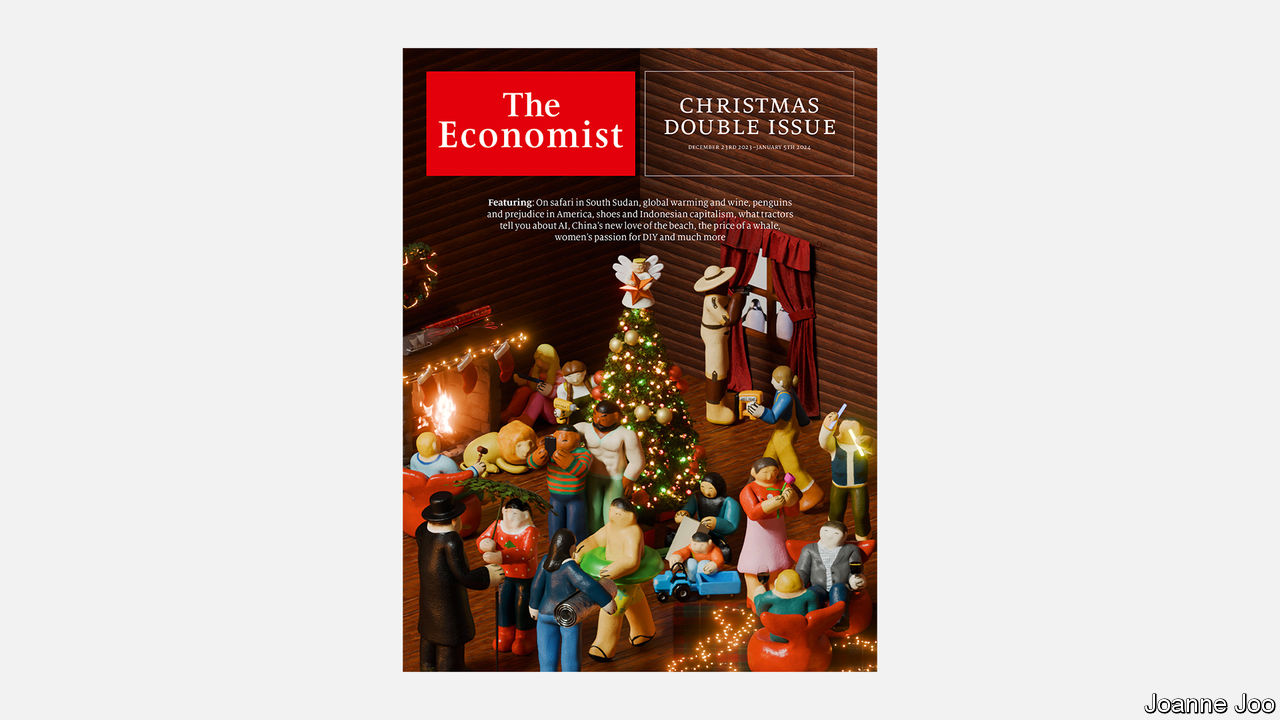 The
Economist
CHRISTMAS
DOUBLE ISSUE
DECEMBER 23RD 2023–JANUARY 5TH 2024
Featuring: On safari in South Sudan, global warming and wine, penguins
and prejudice in America, shoes and Indonesian capitalism, what tractors
tell you about AI, China's new love of the beach, the price of a whale,
women's passion for DIY and much more
Joanne Joo